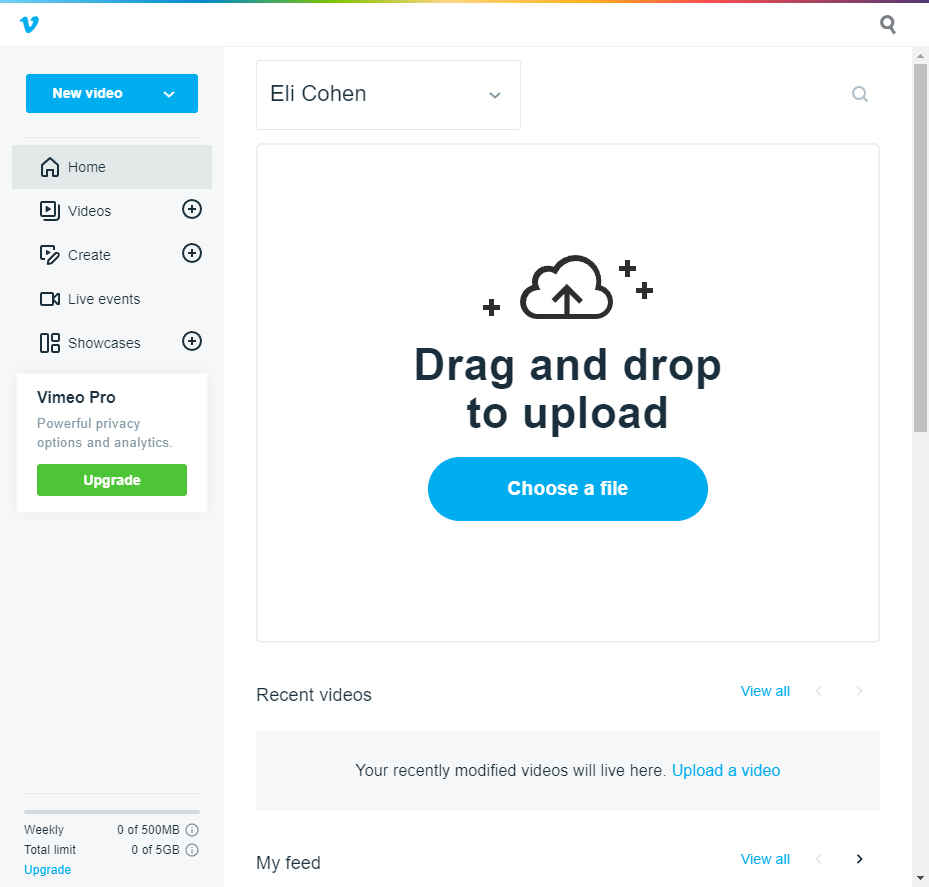 New video
Home
Videos
Create
Live events
Showcases
Vimeo Pro
Powerful privacy
options and analytics.
Upgrade
Weekly 0 of 500MB
Total limit 0 of 5GB
Upgrade
Eli Cohen
Drag and drop
to upload
Choose a file
Recent videos View all
Your recently modified videos will live here. Upload a video
My feed View all